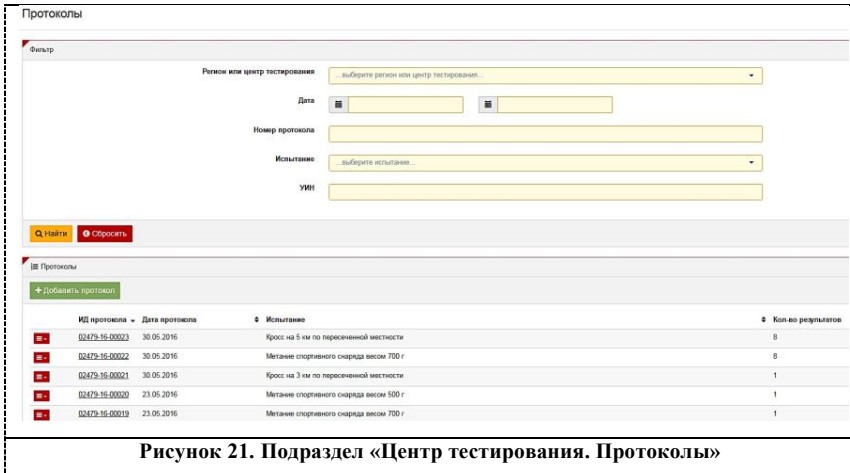 Протоколы
Фильтр
Регион или центр тестирования ...выберите регион или центр тестирования...
Дата
Номер протокола
Испытание ...выберите испытание...
УИН
Найти Сбросить
Протоколы
+ Добавить протокол
ИД протокола Дата протокола Испытание Кол-во результатов
02479-16-00023 30.05.2016 Кросс на 5 км по пересеченной местности 8
02479-16-00022 30.05.2016 Метание спортивного снаряда весом 700 г 8
02479-16-00021 30.05.2016 Кросс на 3 км по пересеченной местности 1
02479-16-00020 23.05.2016 Метание спортивного снаряда весом 500 г 1
02479-16-00019 23.05.2016 Метание спортивного снаряда весом 700 г 1
Рисунок 21. Подраздел «Центр тестирования. Протоколы»